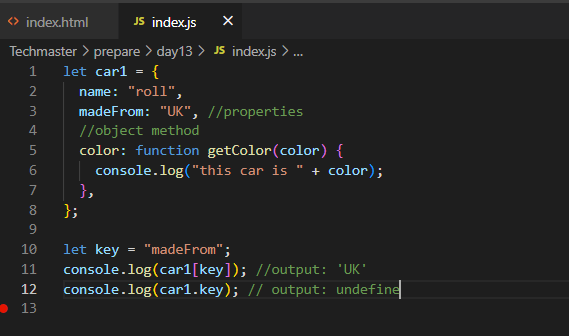 <> index.html JS index.js ×
Techmaster > prepare > day13 > JS index.js > ...
1 let car1 = {
2 name: "roll",
3 madeFrom: "UK", //properties
4 //object method
5 color: function getColor(color) {
6 console.log("this car is " + color);
7 },
8 };
9
10 let key = "madeFrom";
11 console.log(car1[key]); //output: 'UK'
12 console.log(car1.key); // output: undefine
13